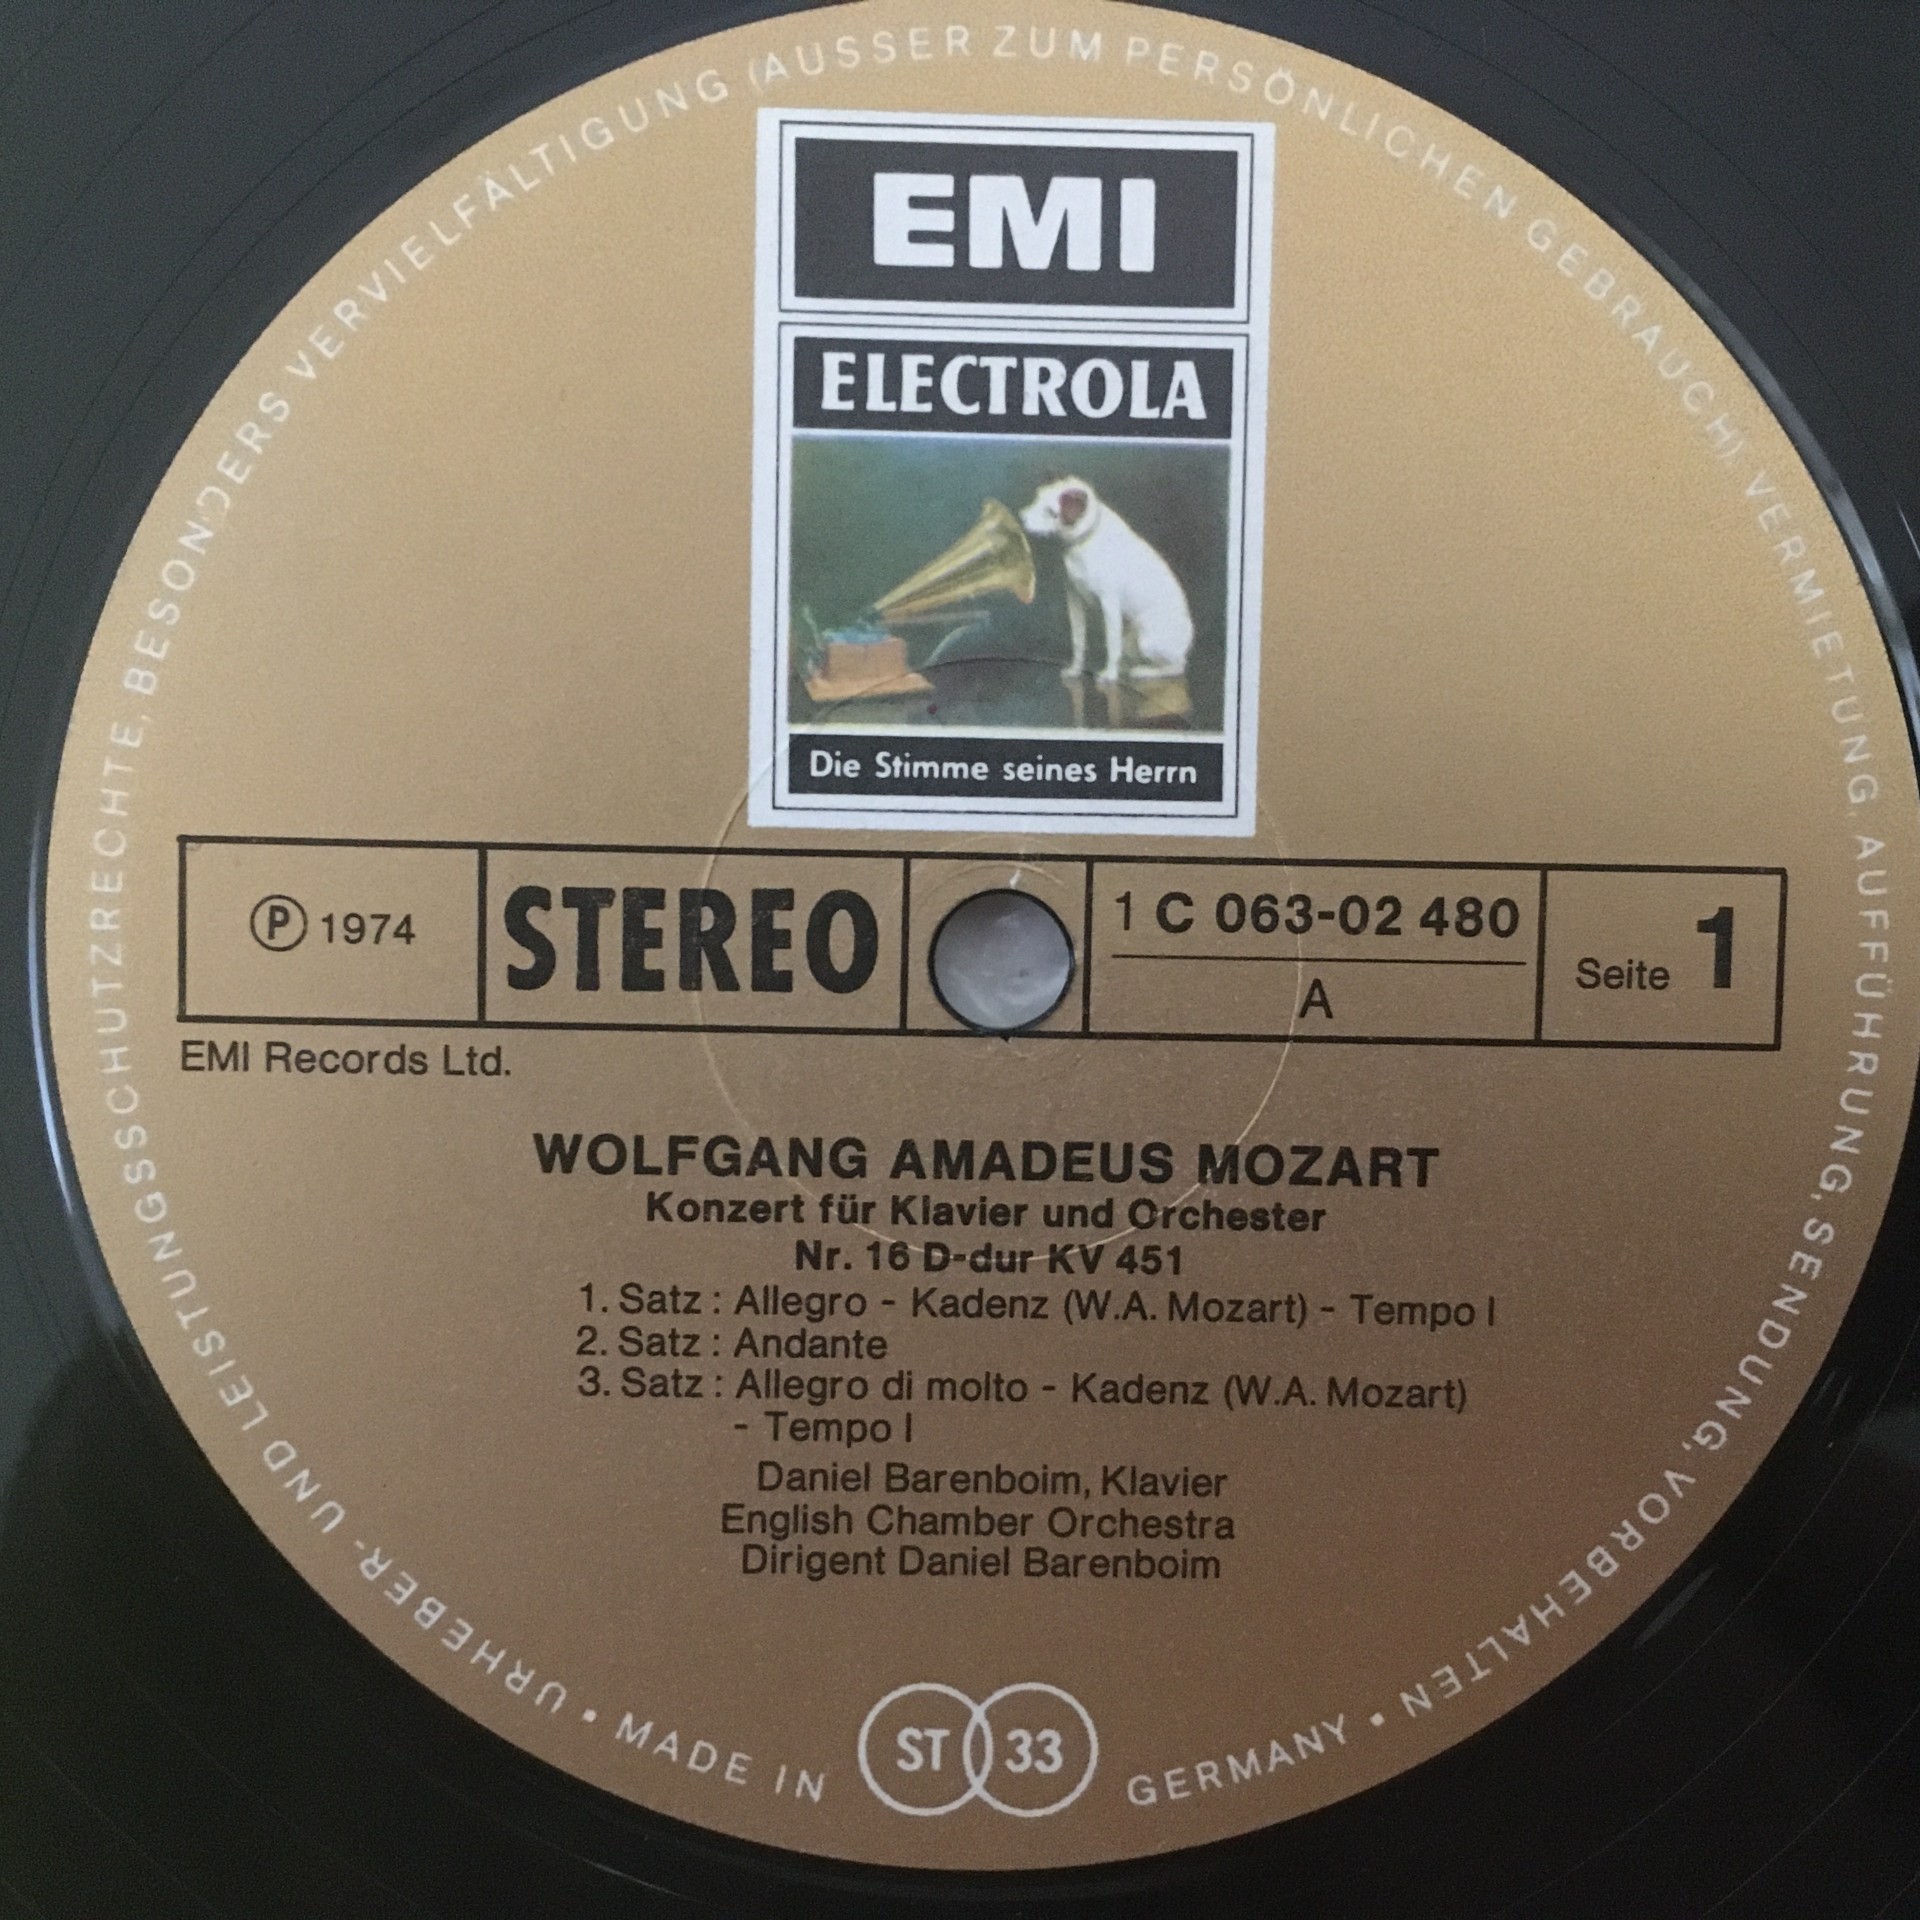 EMI
ELECTROLA
Die Stimme seines Herrn
Ⓟ 1974
STEREO
1 C 063-02 480
A
Seite 1
EMI Records Ltd.
WOLFGANG AMADEUS MOZART
Konzert für Klavier und Orchester
Nr. 16 D-dur KV 451
1. Satz : Allegro - Kadenz (W.A. Mozart) - Tempo I
2. Satz : Andante
3. Satz : Allegro di molto - Kadenz (W.A. Mozart)
- Tempo I
Daniel Barenboim, Klavier
English Chamber Orchestra
Dirigent Daniel Barenboim
ST 33
URHEBER- UND LEISTUNGSSCHUTZRECHTE, BESONDERS VERVIELFÄLTIGUNG (AUSSER ZUM PERSÖNLICHEN GEBRAUCH), VERMIETUNG, AUFFÜHRUNG, SENDUNG, VORBEHALTEN •
MADE IN GERMANY •